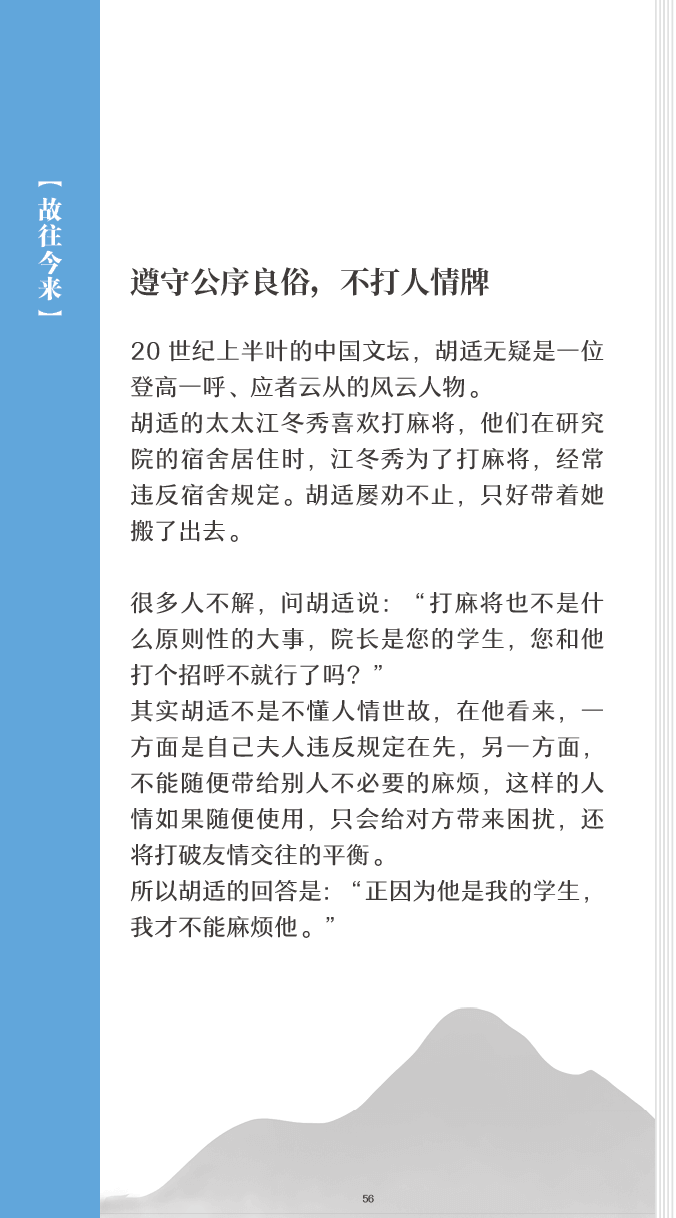 【故往今来】
遵守公序良俗，不打人情牌
20 世纪上半叶的中国文坛，胡适无疑是一位
登高一呼、应者云从的风云人物。
胡适的太太江冬秀喜欢打麻将，他们在研究
院的宿舍居住时，江冬秀为了打麻将，经常
违反宿舍规定。胡适屡劝不止，只好带着她
搬了出去。
很多人不解，问胡适说：“打麻将也不是什
么原则性的大事，院长是您的学生，您和他
打个招呼不就行了吗？”
其实胡适不是不懂人情世故，在他看来，一
方面是自己夫人违反规定在先，另一方面，
不能随便带给别人不必要的麻烦，这样的人
情如果随便使用，只会给对方带来困扰，还
将打破友情交往的平衡。
所以胡适的回答是：“正因为他是我的学生，
我才不能麻烦他。”
56